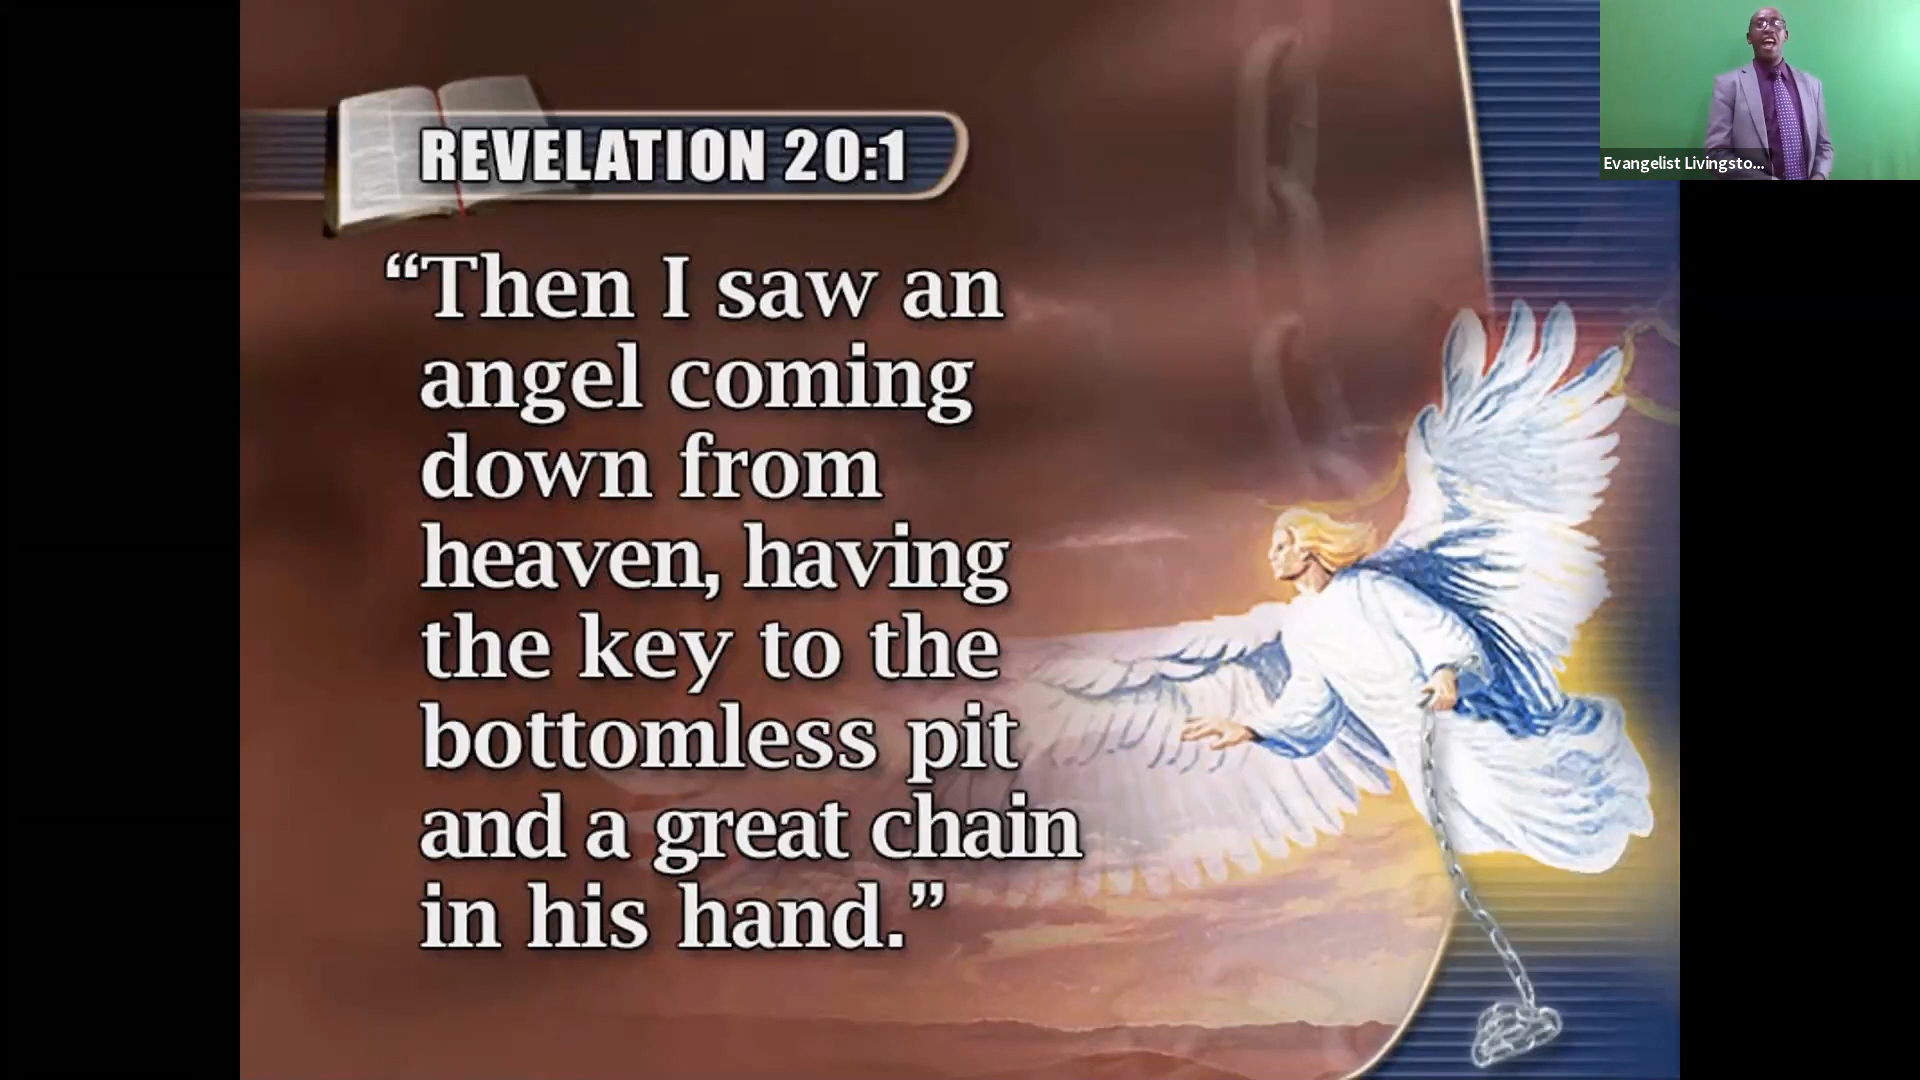 REVELATION 20:1
“Then I saw an
angel coming
down from
heaven, having
the key to the
bottomless pit
and a great chain
in his hand.”
Evangelist Livingsto...